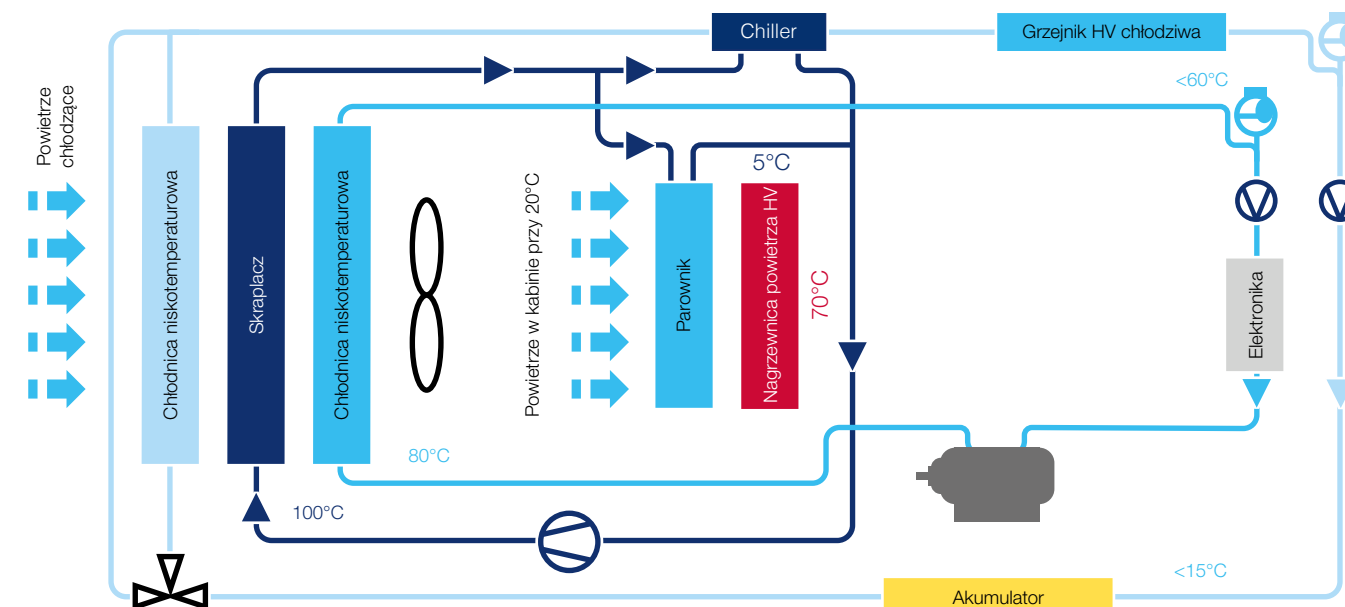 Chiller
Grzejnik HV chłodziwa
<60°C
Powietrze
chłodzące
Chłodnica niskotemperaturowa
Skraplacz
Chłodnica niskotemperaturowa
Powietrze w kabinie przy 20°C
Parownik
5°C
Nagrzewnica powietrza HV
70°C
Elektronika
80°C
100°C
<15°C
Akumulator